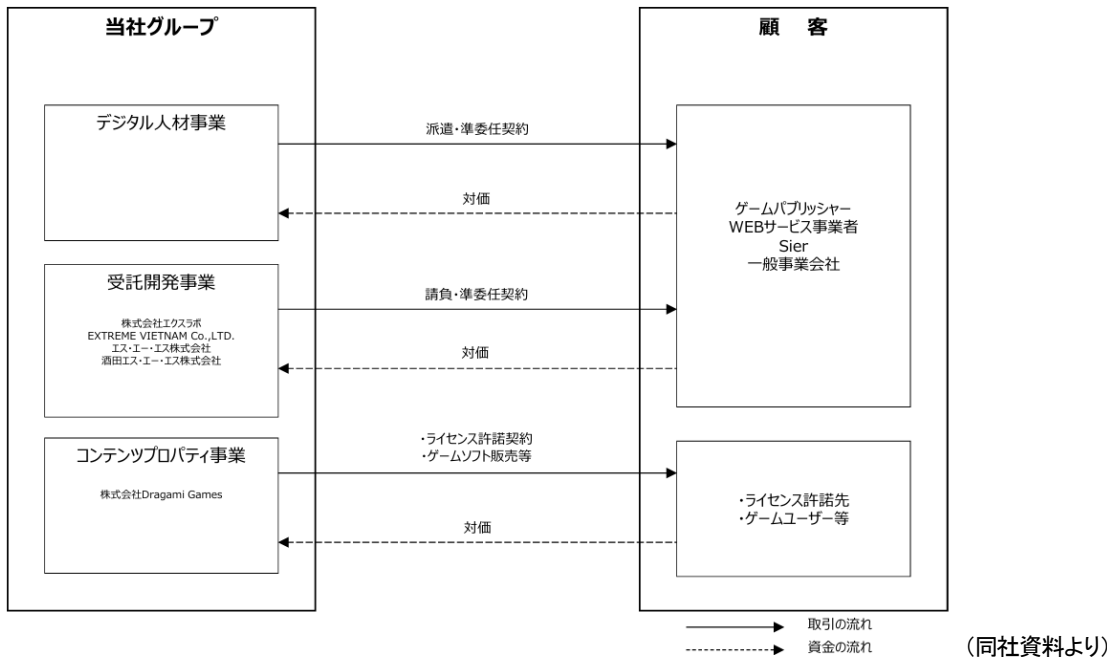 当社グループ
顧 客
デジタル人材事業
派遣・準委任契約
対価
ゲームパブリッシャー
WEBサービス事業者
Sier
一般事業会社
受託開発事業
株式会社エクスラボ
EXTREME VIETNAM Co.,LTD.
エス・エー・エス株式会社
酒田エス・エー・エス株式会社
請負・準委任契約
対価
コンテンツプロパティ事業
株式会社Dragami Games
・ライセンス許諾契約
・ゲームソフト販売等
対価
・ライセンス許諾先
・ゲームユーザー等
取引の流れ
資金の流れ
(同社資料より)